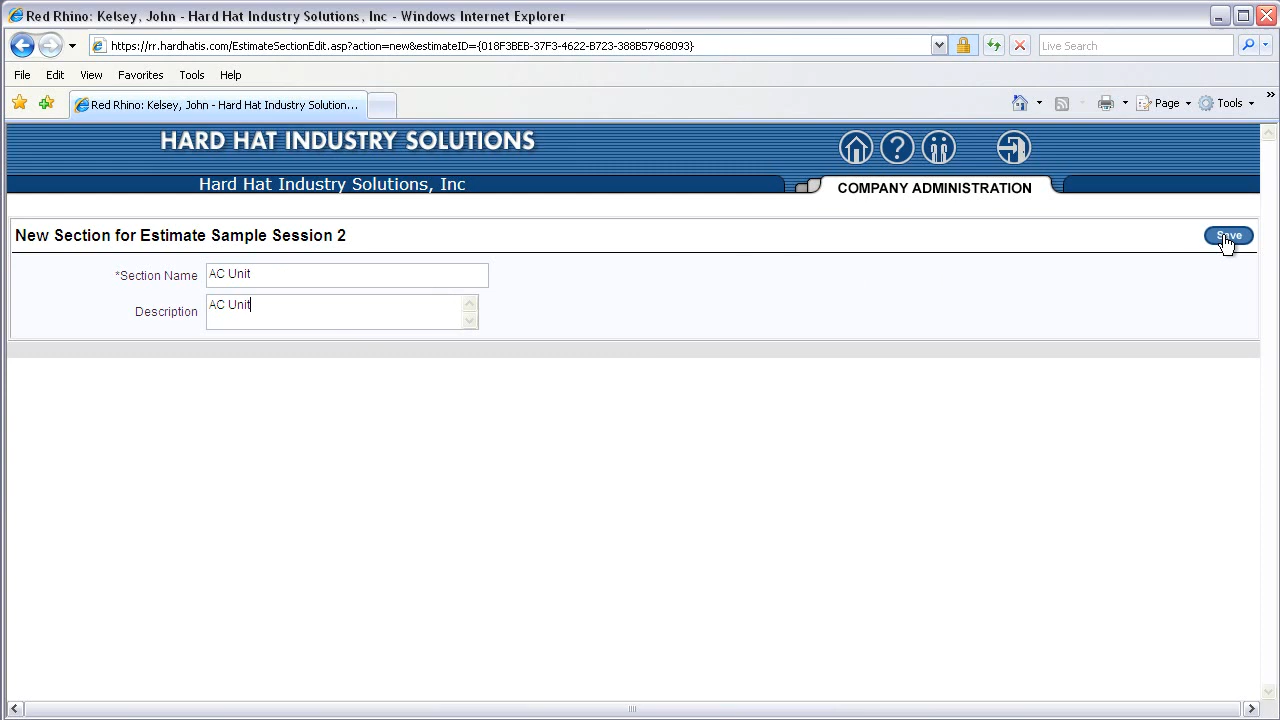 Red Rhino: Kelsey, John - Hard Hat Industry Solutions, Inc - Windows Internet Explorer
https://rr.hardhatis.com/EstimateSectionEdit.asp?action=new&estimateID={018F3BEB-37F3-4622-B723-388B57968093}
Live Search
File Edit View Favorites Tools Help
Red Rhino: Kelsey, John - Hard Hat Industry Solution...
Page Tools
HARD HAT INDUSTRY SOLUTIONS
Hard Hat Industry Solutions, Inc
COMPANY ADMINISTRATION
New Section for Estimate Sample Session 2
Save
*Section Name AC Unit
Description AC Unit